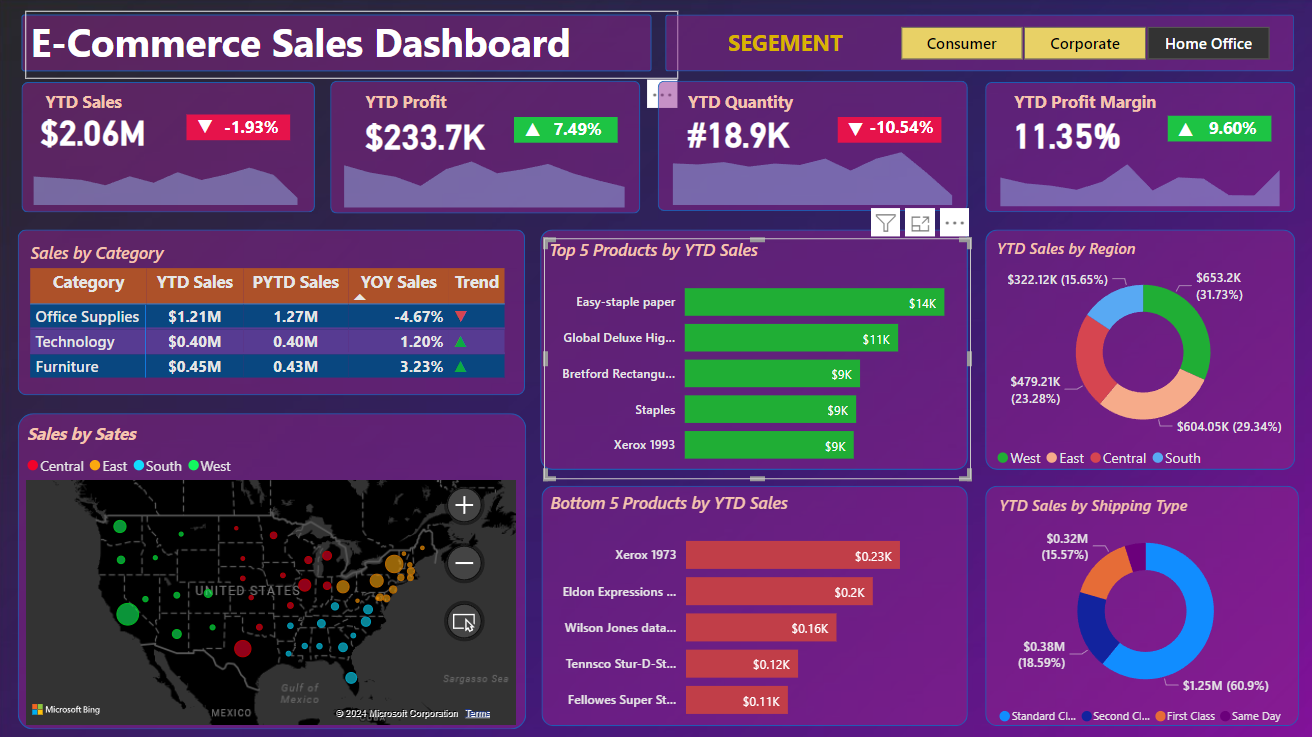 E-Commerce Sales Dashboard
SEGEMENT
Consumer
Corporate
Home Office
YTD Sales
$2.06M
▼ -1.93%
YTD Profit
$233.7K
▲ 7.49%
YTD Quantity
#18.9K
▼ -10.54%
YTD Profit Margin
11.35%
▲ 9.60%
Sales by Category
Category YTD Sales PYTD Sales YOY Sales Trend
Office Supplies $1.21M 1.27M -4.67% ▼
Technology $0.40M 0.40M 1.20% ▲
Furniture $0.45M 0.43M 3.23% ▲
Top 5 Products by YTD Sales
Easy-staple paper $14K
Global Deluxe Hig... $11K
Bretford Rectangu... $9K
Staples $9K
Xerox 1993 $9K
YTD Sales by Region
$322.12K (15.65%)
$653.2K
(31.73%)
$479.21K
(23.28%)
$604.05K (29.34%)
West East Central South
Sales by Sates
Central East South West
UNITED STATES
Gulf of
Mexico
Sargasso Sea
MEXICO
Microsoft Bing
© 2024 Microsoft Corporation Terms
Bottom 5 Products by YTD Sales
Xerox 1973 $0.23K
Eldon Expressions ... $0.2K
Wilson Jones data... $0.16K
Tennsco Stur-D-St... $0.12K
Fellowes Super St... $0.11K
YTD Sales by Shipping Type
$0.32M
(15.57%)
$0.38M
(18.59%)
$1.25M (60.9%)
Standard Cl... Second Cl... First Class Same Day